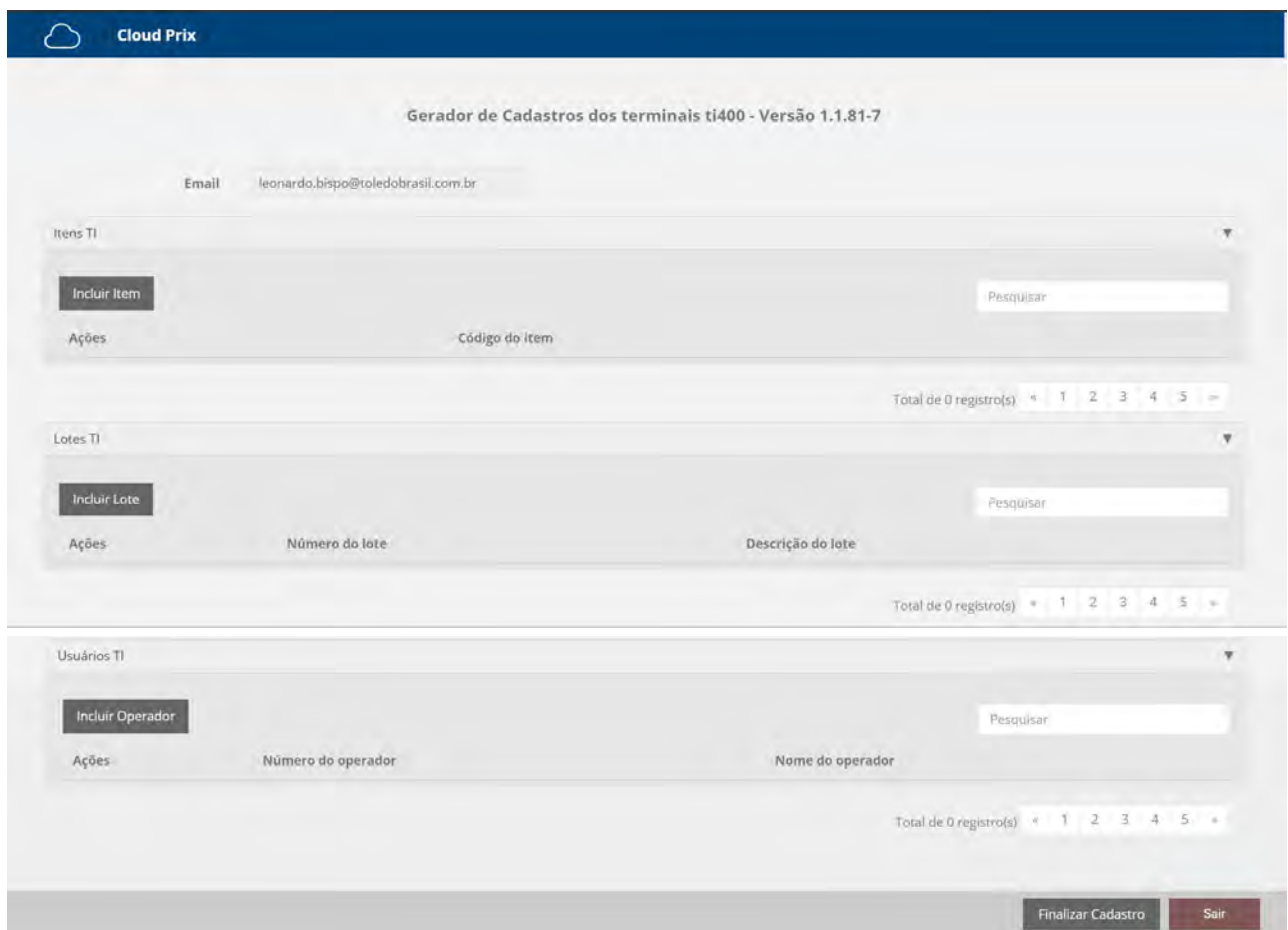 Cloud Prix
Gerador de Cadastros dos terminais ti400 - Versão 1.1.81-7
Email leonardo.bispo@toledobrasil.com.br
Itens TI ▼
Incluir Item Pesquisar
Ações Código do item
Total de 0 registro(s) « 1 2 3 4 5 »
Lotes TI ▼
Incluir Lote Pesquisar
Ações Número do lote Descrição do lote
Total de 0 registro(s) « 1 2 3 4 5 »
Usuários TI ▼
Incluir Operador Pesquisar
Ações Número do operador Nome do operador
Total de 0 registro(s) « 1 2 3 4 5 »
Finalizar Cadastro Sair